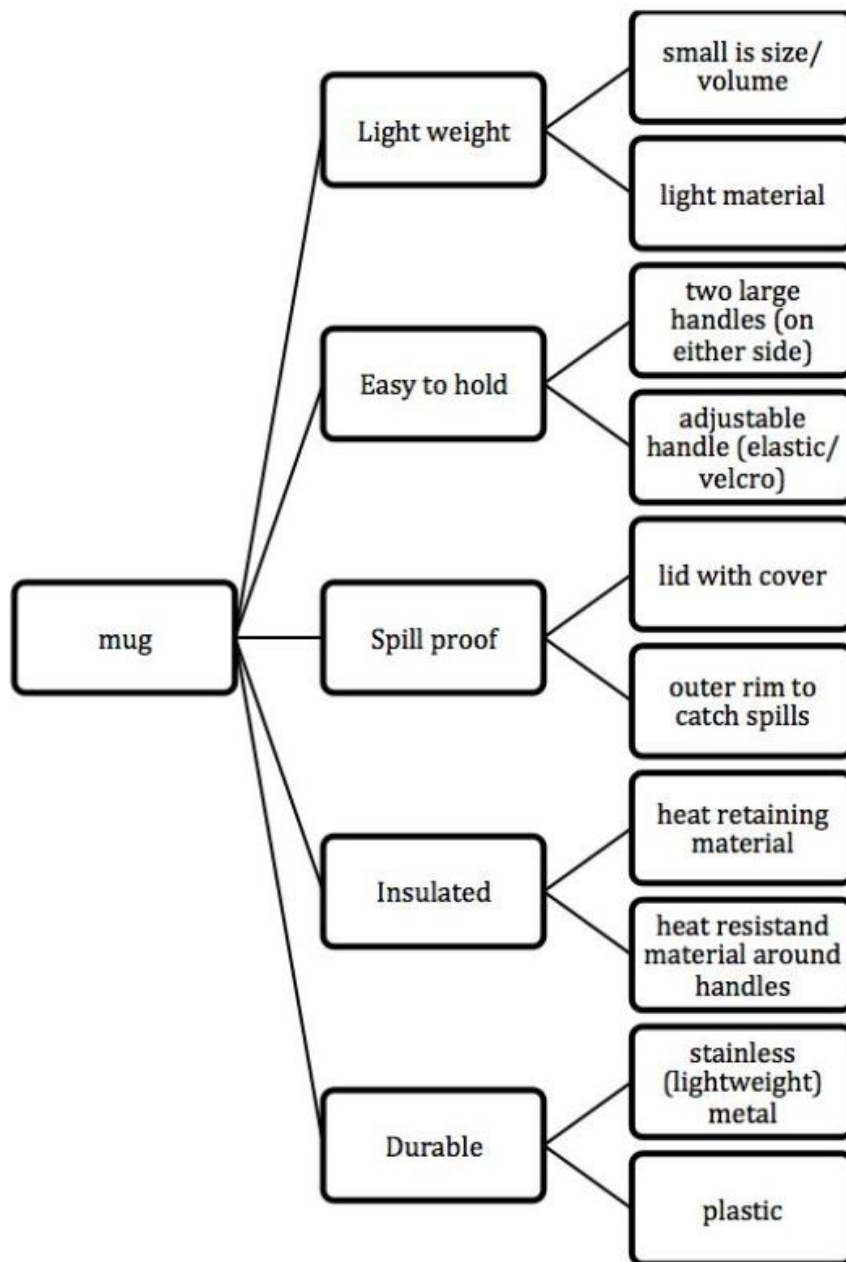 mug
Light weight
small is size/
volume
light material
Easy to hold
two large
handles (on
either side)
adjustable
handle (elastic/
velcro)
Spill proof
lid with cover
outer rim to
catch spills
Insulated
heat retaining
material
heat resistand
material around
handles
Durable
stainless
(lightweight)
metal
plastic